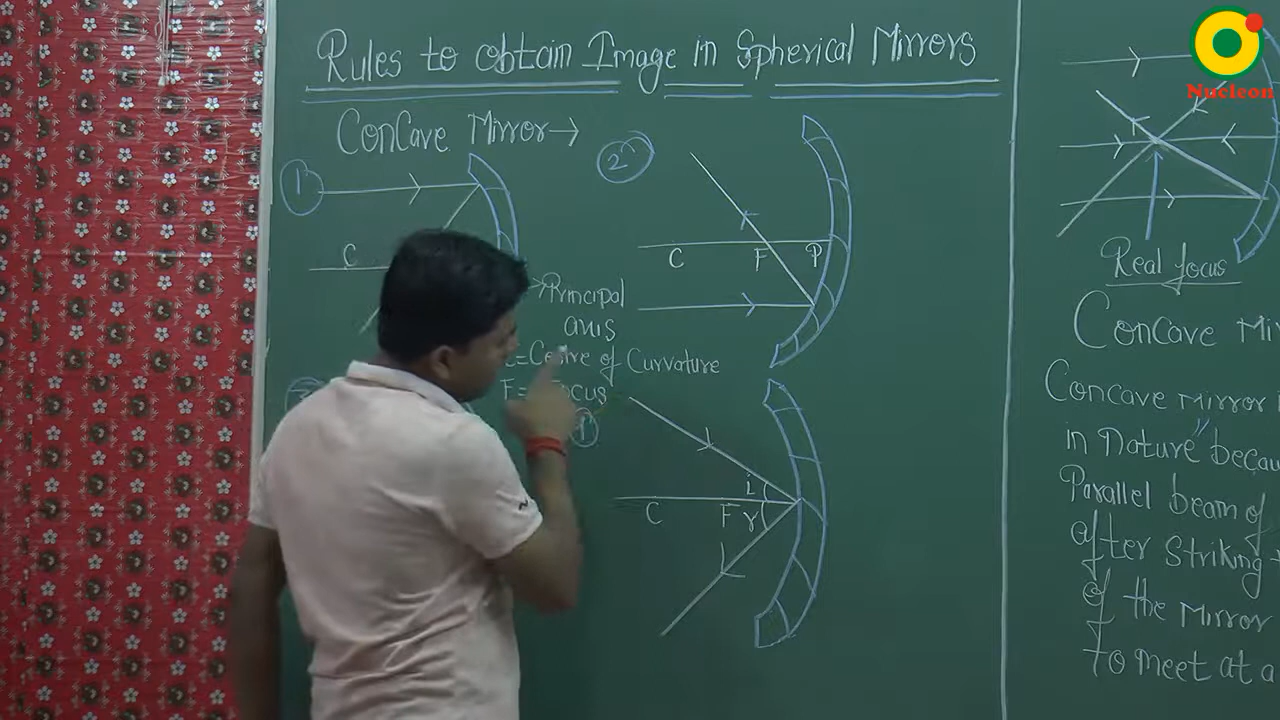 Rules to obtain Image in Spherical Mirrors
Concave Mirror→
1
C
→Principal
axis
C=Centre of Curvature
F=Focus
2
C F P
i
C F r
Nucleon
Real focus
Concave Mi
Concave mirror
in nature" becau
Parallel beam of
after striking
of the mirror
to meet at a